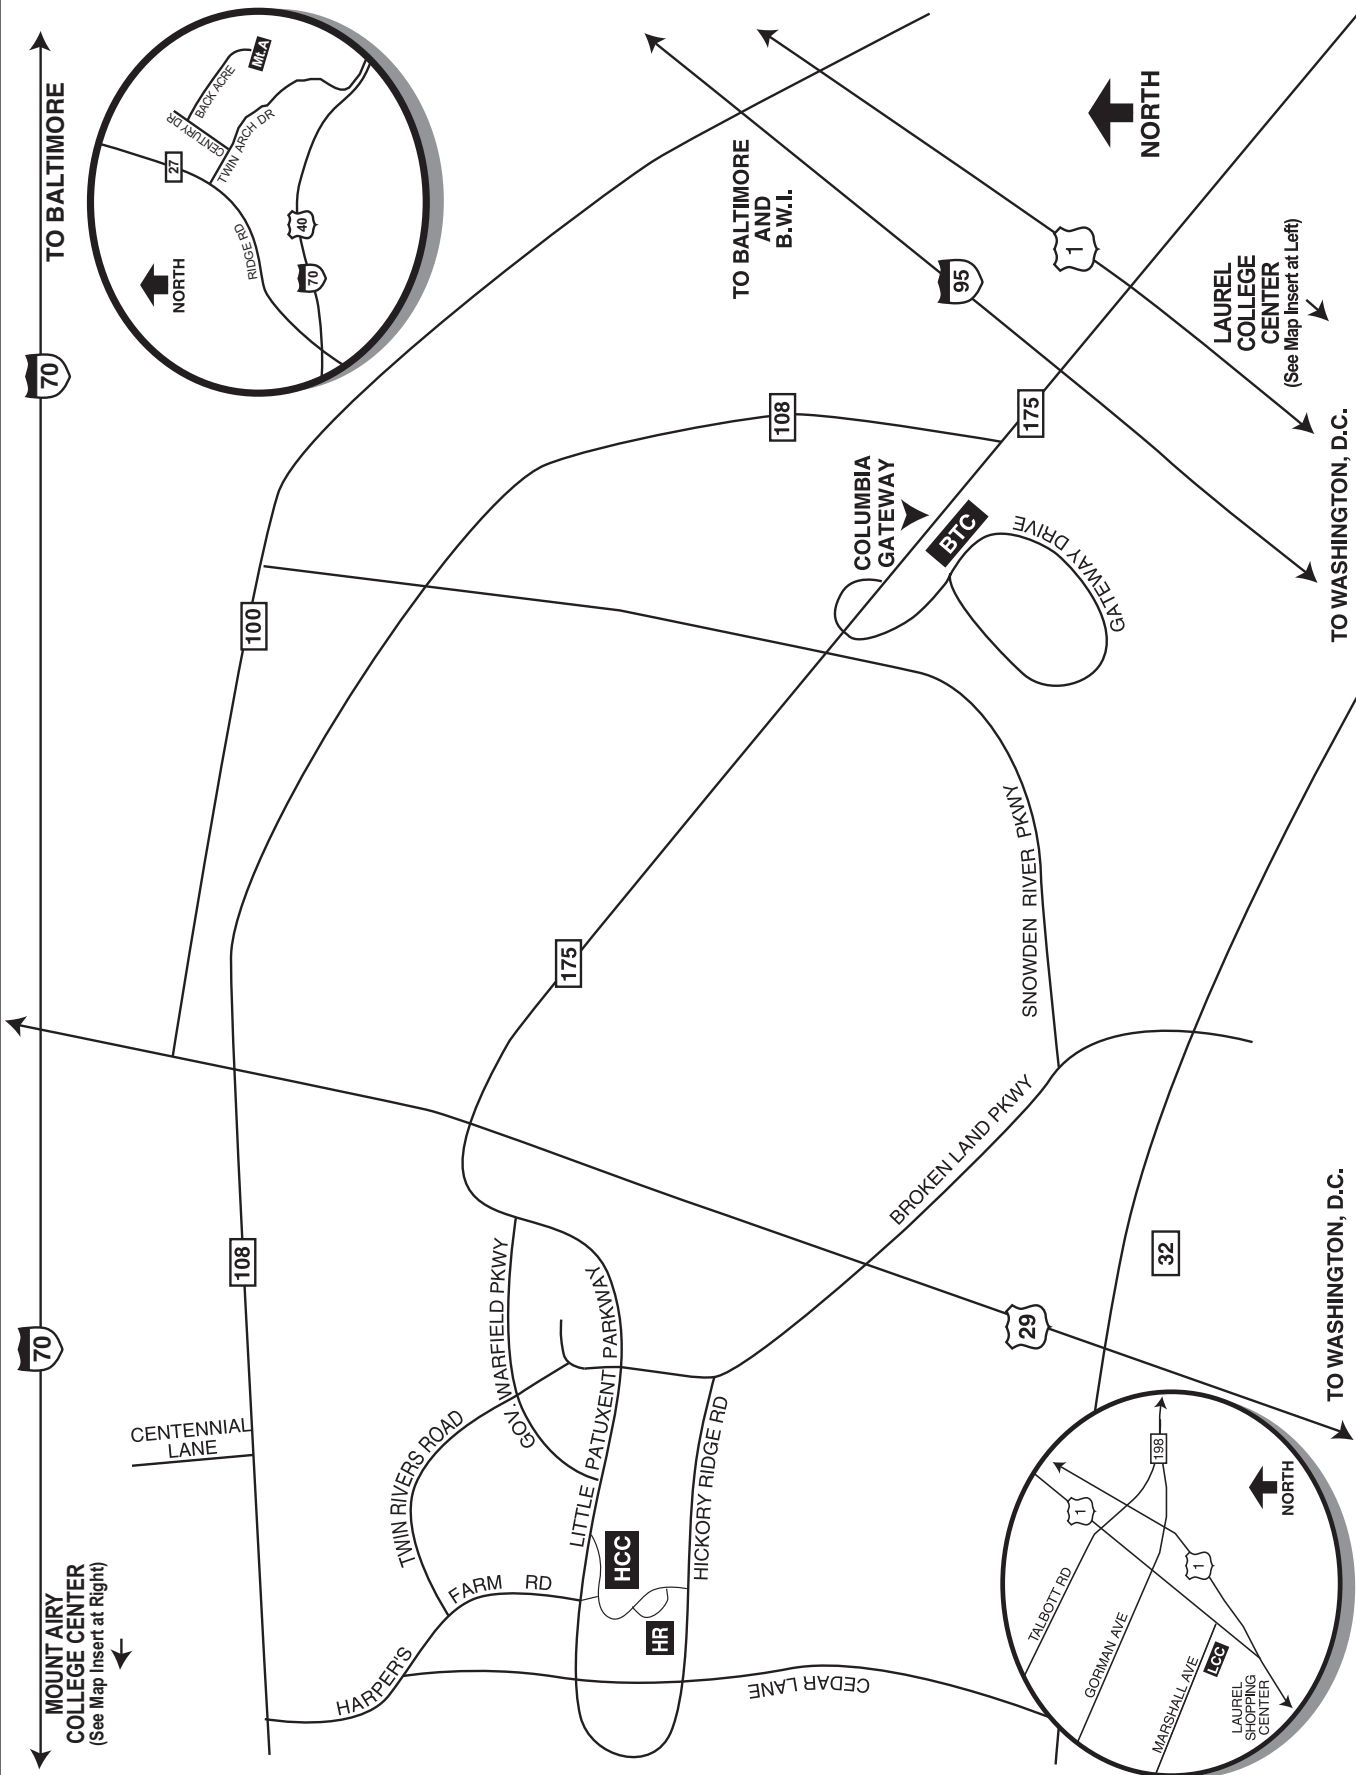 MOUNT AIRY
COLLEGE CENTER
(See Map Insert at Right)
70
70
TO BALTIMORE
27
CENTURY DR
BACK ACRE
Mt.A
TWIN ARCH DR
RIDGE RD
40
70
NORTH
CENTENNIAL
LANE
108
100
HARPER'S
FARM RD
TWIN RIVERS ROAD
GOV. WARFIELD PKWY
LITTLE PATUXENT PARKWAY
175
HCC
HR
HICKORY RIDGE RD
CEDAR LANE
BROKEN LAND PKWY
SNOWDEN RIVER PKWY
108
TO BALTIMORE
AND
B.W.I.
COLUMBIA
GATEWAY
BTC
GATEWAY DRIVE
175
95
1
NORTH
LAUREL
COLLEGE
CENTER
(See Map Insert at Left)
29
32
TO WASHINGTON, D.C.
TO WASHINGTON, D.C.
TALBOTT RD
GORMAN AVE
MARSHALL AVE
LCC
LAUREL
SHOPPING
CENTER
1
1
198
NORTH